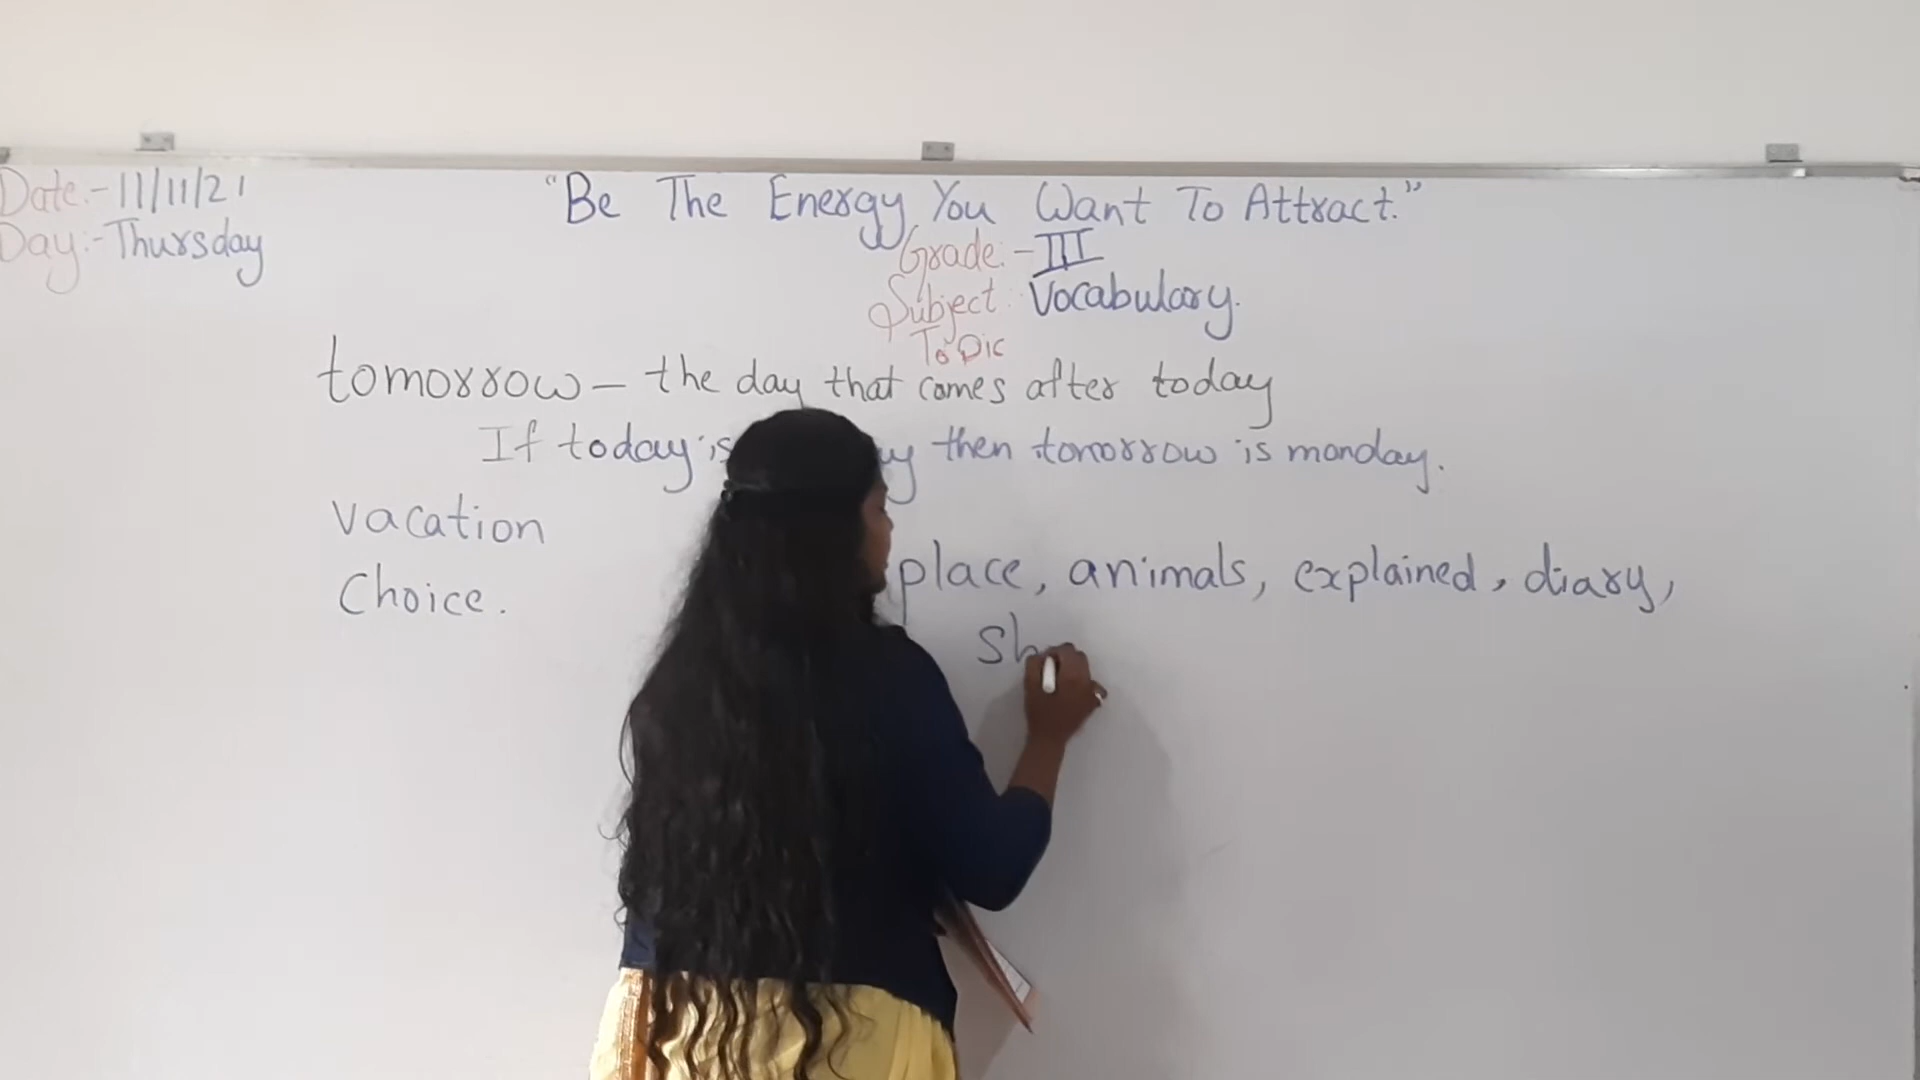 Date:- 11/11/21
Day:- Thursday
"Be The Energy You Want To Attract."
Grade:- III
Subject: Vocabulary.
Topic
tomorrow – the day that comes after today
If today is then tomorrow is monday.
vacation
Choice.
place, animals, explained, diary,